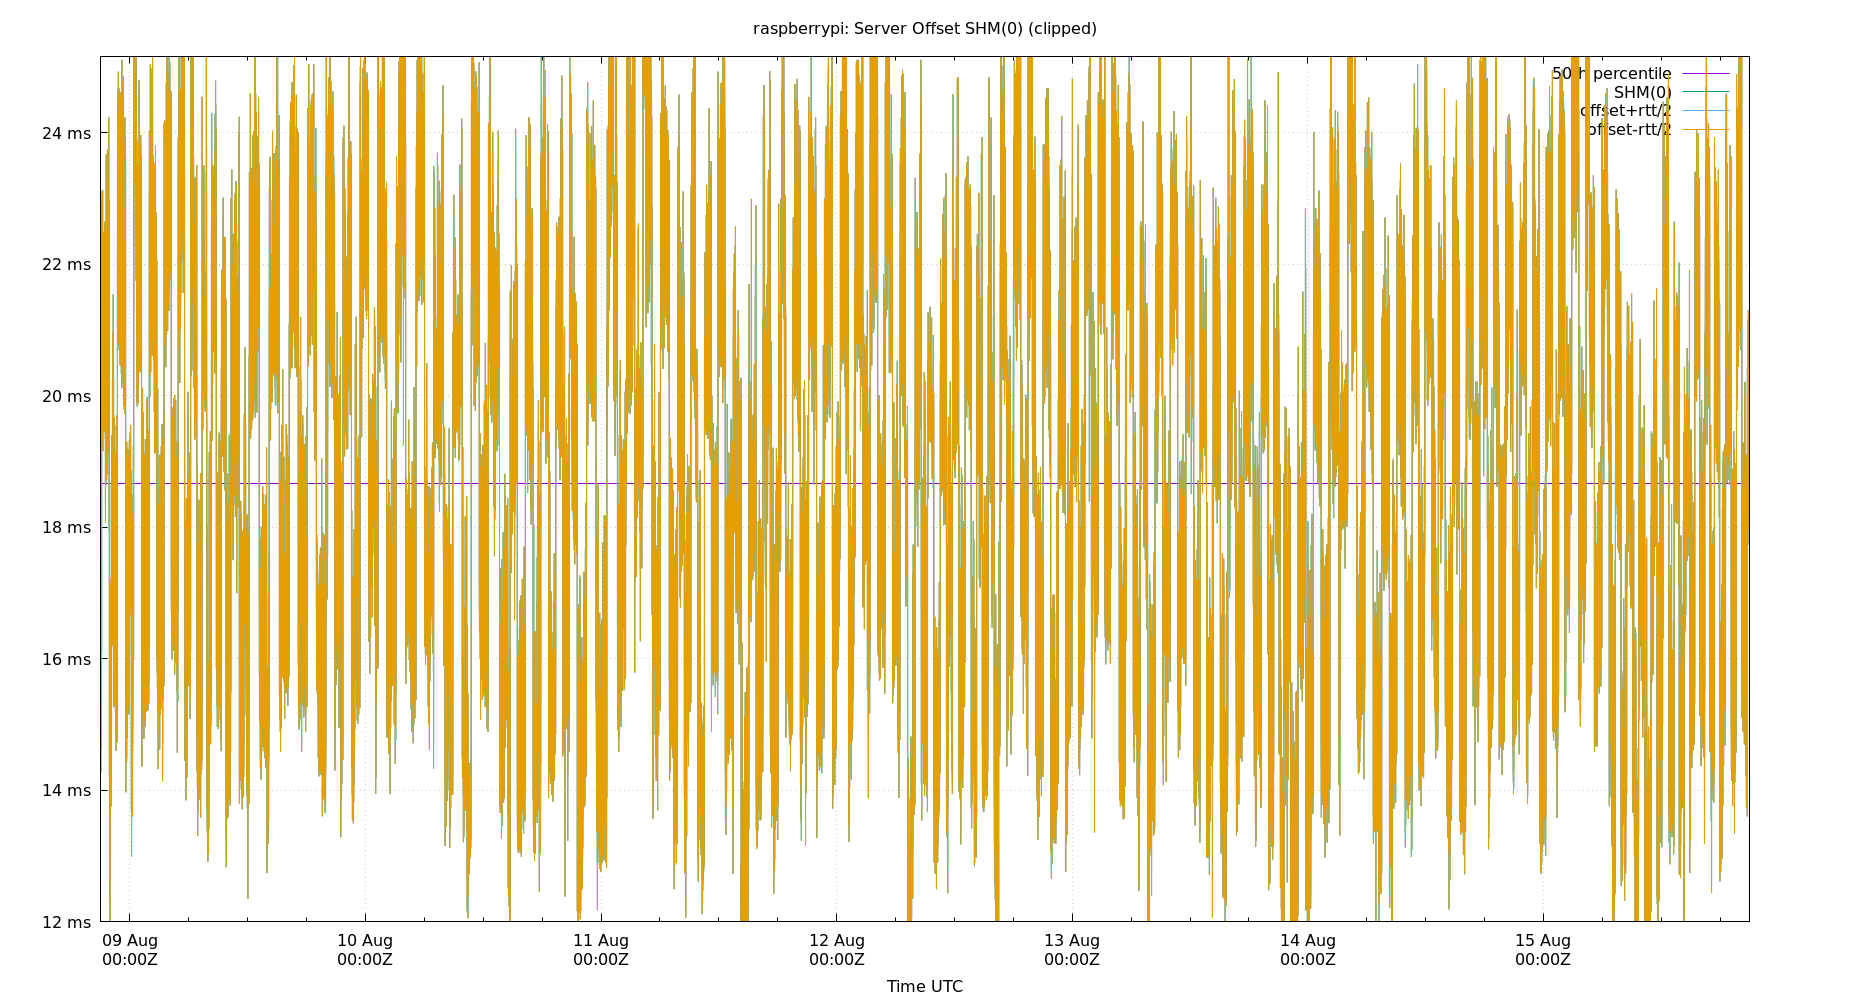 raspberrypi: Server Offset SHM(0) (clipped)
50th percentile
SHM(0)
offset+rtt/2
offset-rtt/2
24 ms
22 ms
20 ms
18 ms
16 ms
14 ms
12 ms
09 Aug 10 Aug 11 Aug 12 Aug 13 Aug 14 Aug 15 Aug
00:00Z 00:00Z 00:00Z 00:00Z 00:00Z 00:00Z 00:00Z
Time UTC